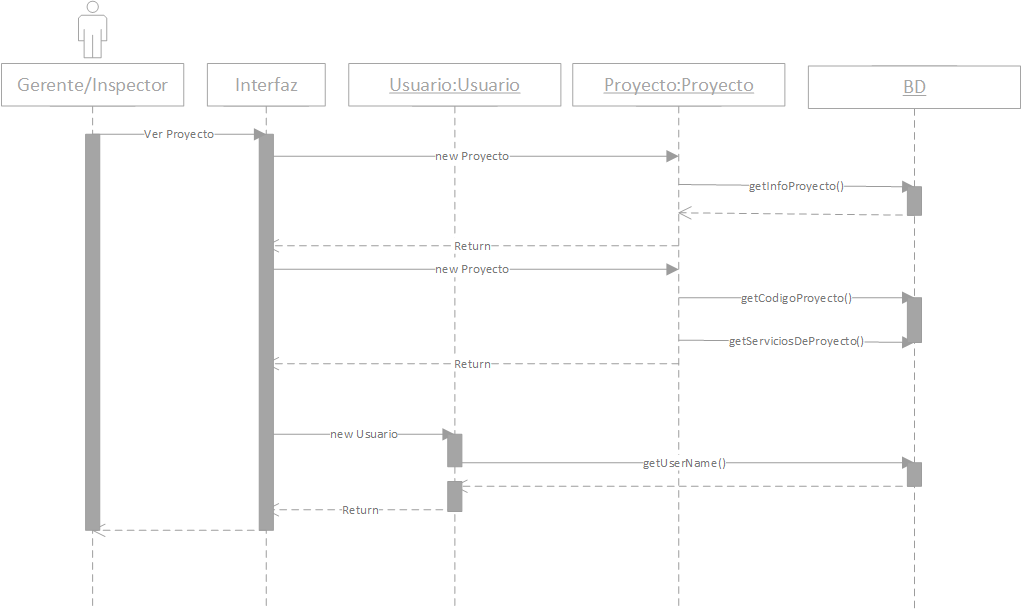 Gerente/Inspector
Interfaz
Usuario:Usuario
Proyecto:Proyecto
BD
Ver Proyecto
new Proyecto
getInfoProyecto()
Return
new Proyecto
getCodigoProyecto()
getServiciosDeProyecto()
Return
new Usuario
getUserName()
Return